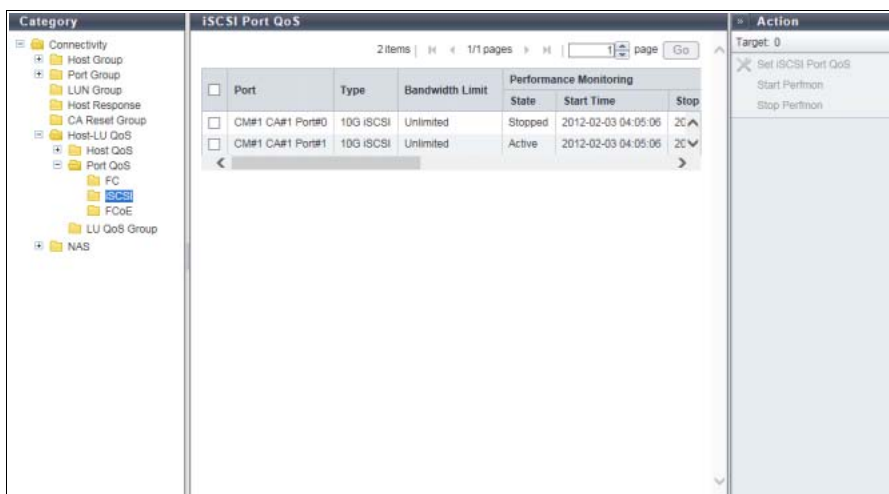 Category
Connectivity
Host Group
Port Group
LUN Group
Host Response
CA Reset Group
Host-LU QoS
Host QoS
Port QoS
FC
iSCSI
FCoE
LU QoS Group
NAS
iSCSI Port QoS
2 items 1/1 pages 1 page Go
Port Type Bandwidth Limit Performance Monitoring
State Start Time Stop
CM#1 CA#1 Port#0 10G iSCSI Unlimited Stopped 2012-02-03 04:05:06 20
CM#1 CA#1 Port#1 10G iSCSI Unlimited Active 2012-02-03 04:05:06 20
» Action
Target: 0
Set iSCSI Port QoS
Start Perfmon
Stop Perfmon